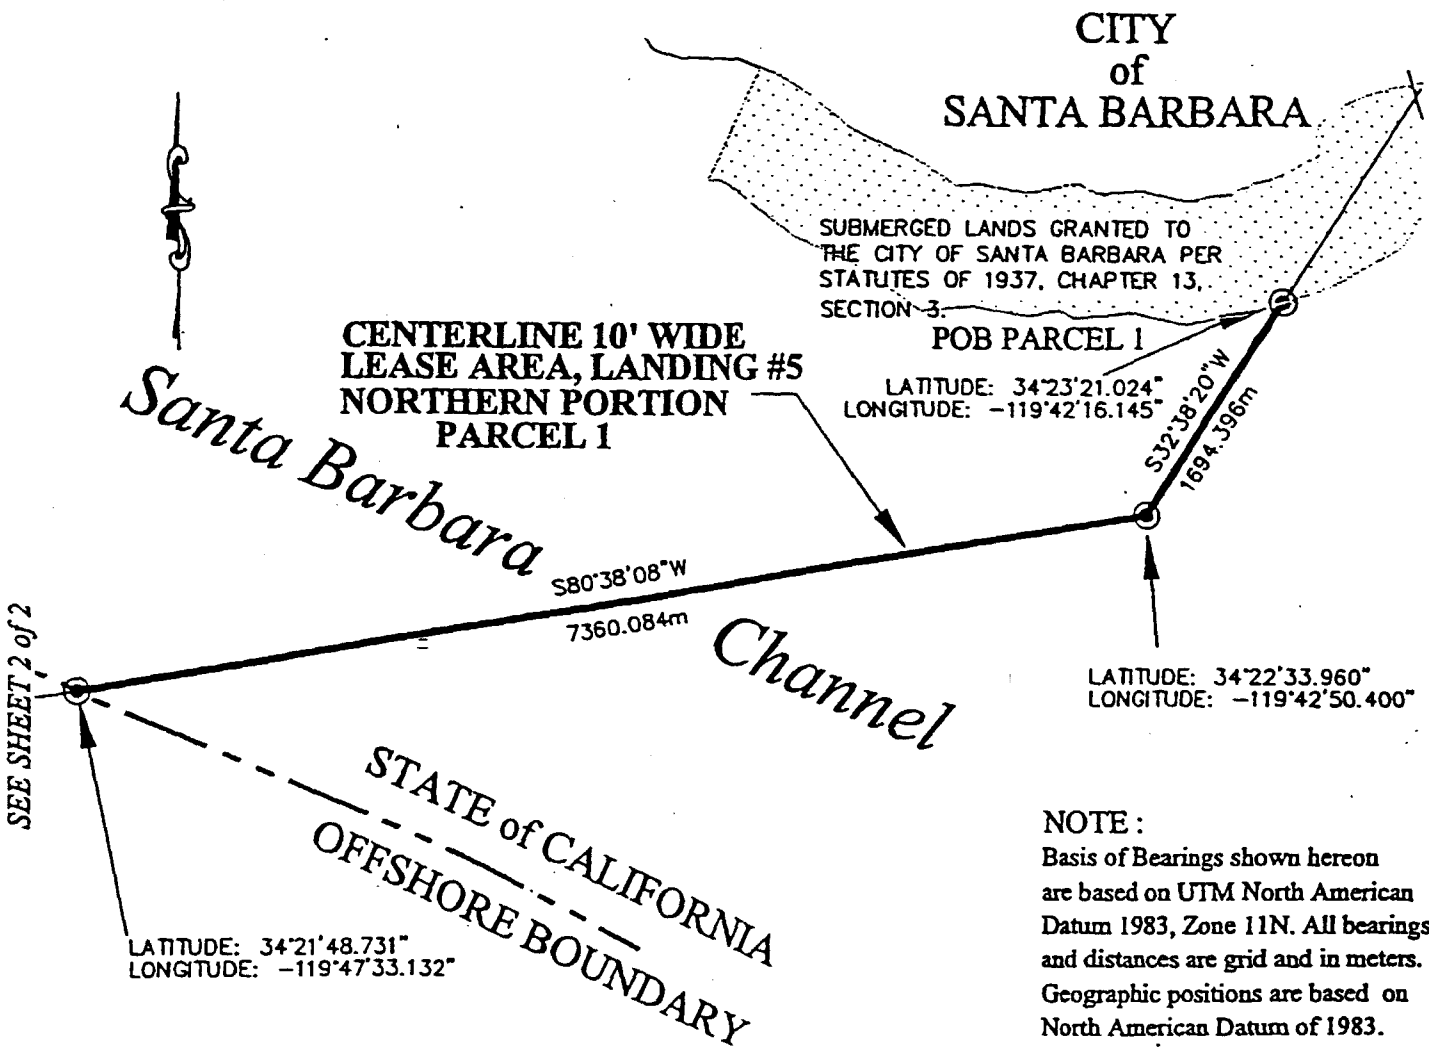 CITY
of
SANTA BARBARA
SUBMERGED LANDS GRANTED TO
THE CITY OF SANTA BARBARA PER
STATUTES OF 1937, CHAPTER 13,
SECTION 3.
POB PARCEL 1
LATITUDE: 34°23'21.024"
LONGITUDE: -119°42'16.145"
CENTERLINE 10' WIDE
LEASE AREA, LANDING #5
NORTHERN PORTION
PARCEL 1
S32°38'20"W
1694.396m
Santa Barbara
Channel
S80°38'08"W
7360.084m
LATITUDE: 34°22'33.960"
LONGITUDE: -119°42'50.400"
SEE SHEET 2 of 2
STATE of CALIFORNIA
OFFSHORE BOUNDARY
LATITUDE: 34°21'48.731"
LONGITUDE: -119°47'33.132"
NOTE :
Basis of Bearings shown hereon
are based on UTM North American
Datum 1983, Zone 11N. All bearings
and distances are grid and in meters.
Geographic positions are based on
North American Datum of 1983.